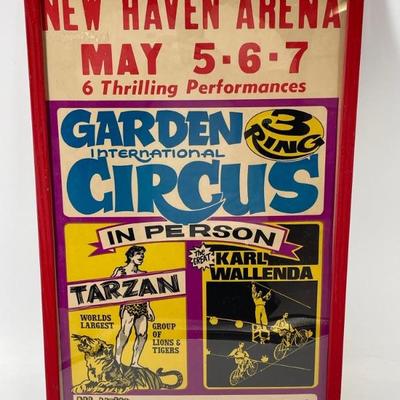 NEW HAVEN ARENA
MAY 5·6·7
6 Thrilling Performances
GARDEN 3 RING
INTERNATIONAL
CIRCUS
IN PERSON
TARZAN
WORLDS LARGEST GROUP OF LIONS & TIGERS
The GREAT KARL WALLENDA